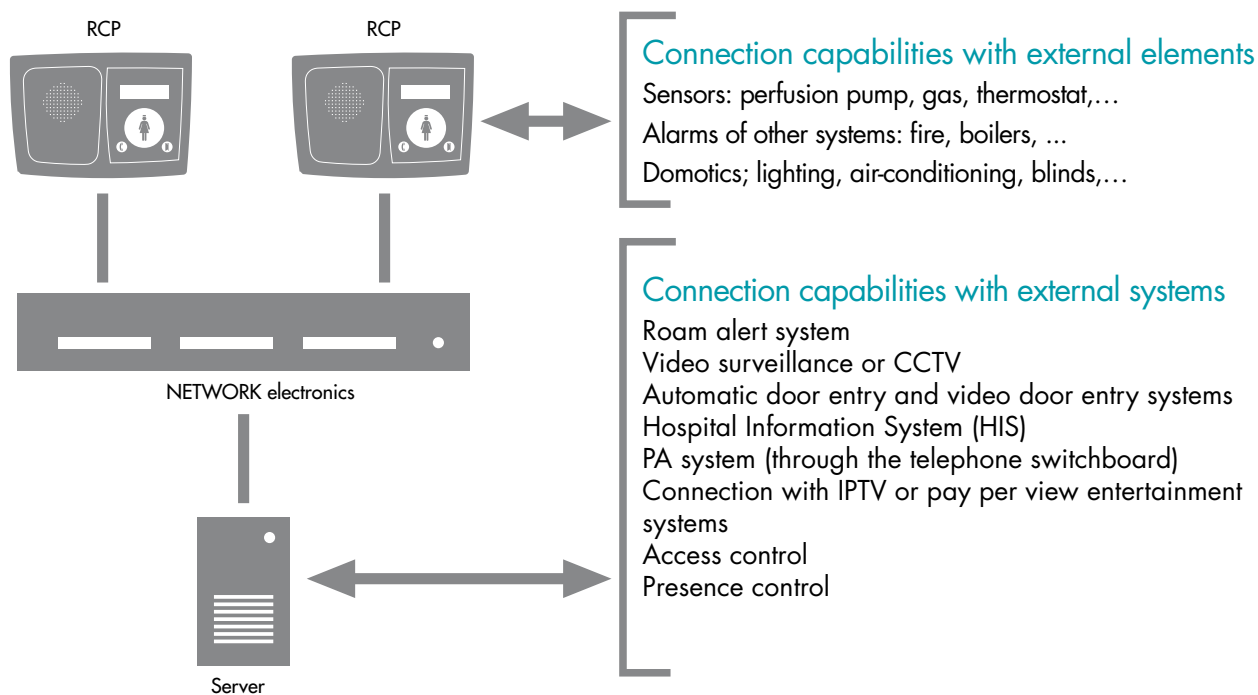 RCP
RCP
Connection capabilities with external elements
Sensors: perfusion pump, gas, thermostat,…
Alarms of other systems: fire, boilers, ...
Domotics; lighting, air-conditioning, blinds,…
NETWORK electronics
Connection capabilities with external systems
Roam alert system
Video surveillance or CCTV
Automatic door entry and video door entry systems
Hospital Information System (HIS)
PA system (through the telephone switchboard)
Connection with IPTV or pay per view entertainment
systems
Access control
Presence control
Server